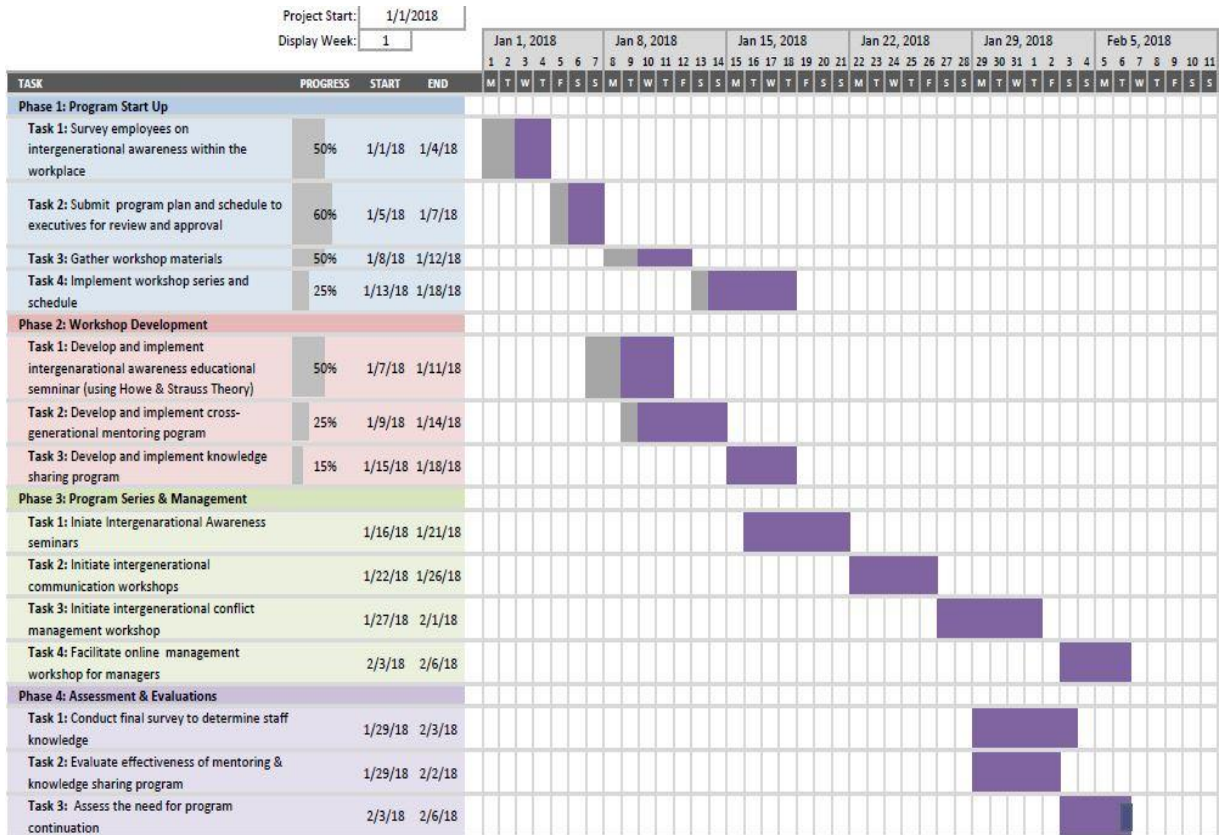 Project Start: 1/1/2018
Display Week: 1
Jan 1, 2018 Jan 8, 2018 Jan 15, 2018 Jan 22, 2018 Jan 29, 2018 Feb 5, 2018
1 2 3 4 5 6 7 8 9 10 11 12 13 14 15 16 17 18 19 20 21 22 23 24 25 26 27 28 29 30 31 1 2 3 4 5 6 7 8 9 10 11
TASK PROGRESS START END M T W T F S S M T W T F S S M T W T F S S M T W T F S S M T W T F S S M T W T F S S
Phase 1: Program Start Up
Task 1: Survey employees on
intergenerational awareness within the
workplace
50% 1/1/18 1/4/18
Task 2: Submit program plan and schedule to
executives for review and approval
60% 1/5/18 1/7/18
Task 3: Gather workshop materials 50% 1/8/18 1/12/18
Task 4: Implement workshop series and
schedule
25% 1/13/18 1/18/18
Phase 2: Workshop Development
Task 1: Develop and implement
intergenarational awareness educational
semninar (using Howe & Strauss Theory)
50% 1/7/18 1/11/18
Task 2: Develop and implement cross-
generational mentoring pogram
25% 1/9/18 1/14/18
Task 3: Develop and implement knowledge
sharing program
15% 1/15/18 1/18/18
Phase 3: Program Series & Management
Task 1: Iniate Intergenarational Awareness
seminars
1/16/18 1/21/18
Task 2: Initiate intergenerational
communication workshops
1/22/18 1/26/18
Task 3: Initiate intergenerational conflict
management workshop
1/27/18 2/1/18
Task 4: Facilitate online management
workshop for managers
2/3/18 2/6/18
Phase 4: Assessment & Evaluations
Task 1: Conduct final survey to determine staff
knowledge
1/29/18 2/3/18
Task 2: Evaluate effectiveness of mentoring &
knowledge sharing program
1/29/18 2/2/18
Task 3: Assess the need for program
continuation
2/3/18 2/6/18